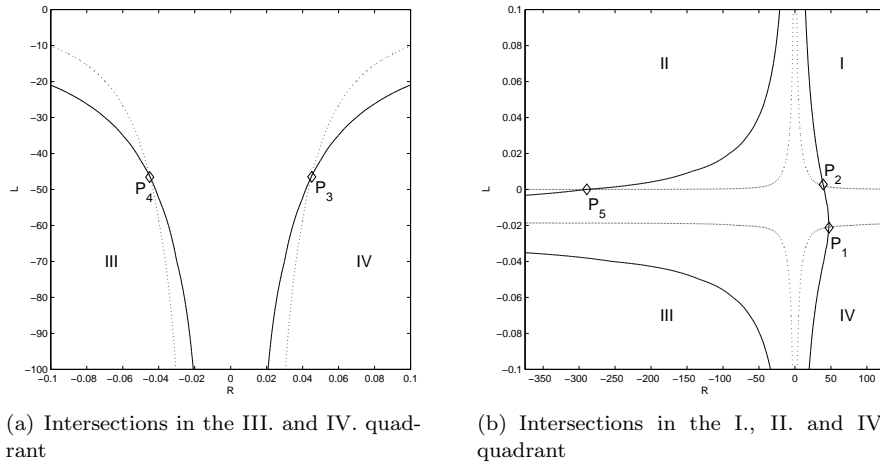 0
−10
−20
−30
−40
−50
−60
−70
−80
−90
−100
L
P4
P3
III
IV
−0.1
−0.08
−0.06
−0.04
−0.02
0
0.02
0.04
0.06
0.08
0.1
R
(a) Intersections in the III. and IV. quad-
rant
0.1
0.08
0.06
0.04
0.02
0
−0.02
−0.04
−0.06
−0.08
−0.1
L
II
I
P2
P5
P1
III
IV
−350
−300
−250
−200
−150
−100
−50
0
50
100
R
(b) Intersections in the I., II. and IV
quadrant